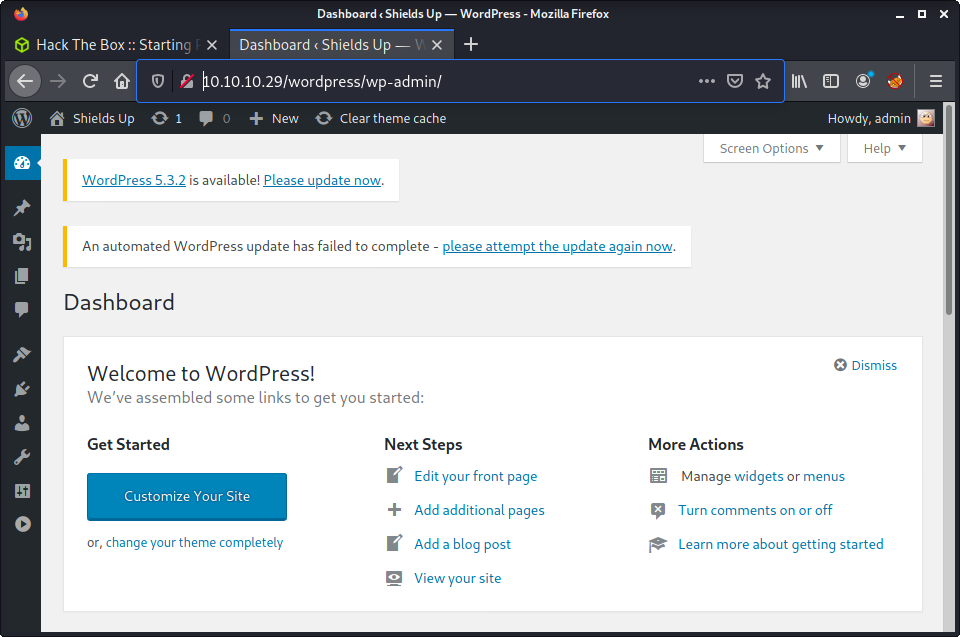 Dashboard ‹ Shields Up — WordPress - Mozilla Firefox
Hack The Box :: Starting
Dashboard ‹ Shields Up — W
10.10.10.29/wordpress/wp-admin/
Shields Up 1 0 New Clear theme cache Howdy, admin
Screen Options Help
WordPress 5.3.2 is available! Please update now.
An automated WordPress update has failed to complete - please attempt the update again now.
Dashboard
Welcome to WordPress!
Dismiss
We’ve assembled some links to get you started:
Get Started
Customize Your Site
or, change your theme completely
Next Steps
Edit your front page
Add additional pages
Add a blog post
View your site
More Actions
Manage widgets or menus
Turn comments on or off
Learn more about getting started